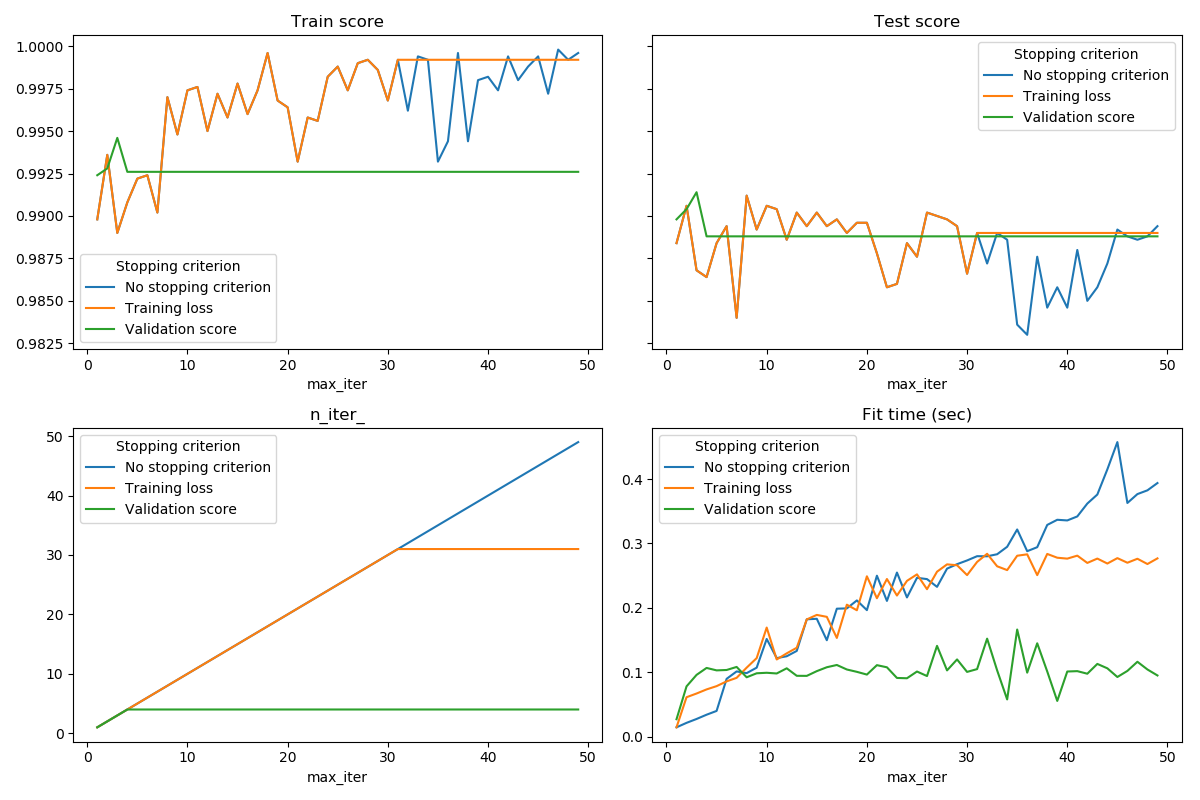 Train score
1.0000
0.9975
0.9950
0.9925
0.9900
0.9875
0.9850
0.9825
Stopping criterion
No stopping criterion
Training loss
Validation score
0 10 20 30 40 50
max_iter
Test score
Stopping criterion
No stopping criterion
Training loss
Validation score
0 10 20 30 40 50
max_iter
n_iter_
50
40
30
20
10
0
Stopping criterion
No stopping criterion
Training loss
Validation score
0 10 20 30 40 50
max_iter
Fit time (sec)
0.4
0.3
0.2
0.1
0.0
Stopping criterion
No stopping criterion
Training loss
Validation score
0 10 20 30 40 50
max_iter